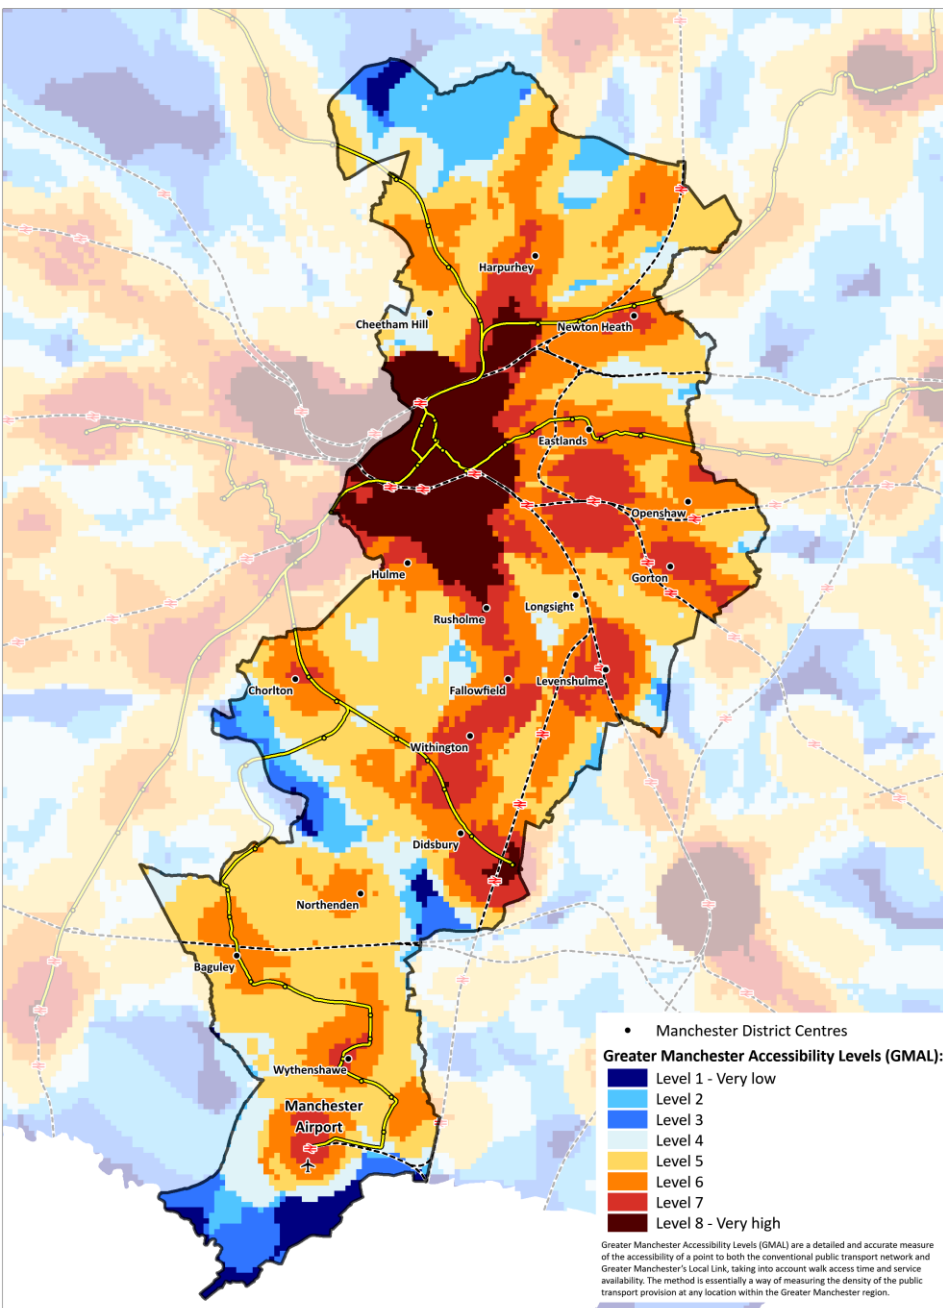 Harpurhey
Cheetham Hill
Newton Heath
Eastlands
Openshaw
Hulme
Gorton
Longsight
Rusholme
Chorlton
Fallowfield
Levenshulme
Withington
Didsbury
Northenden
Baguley
Wythenshawe
Manchester
Airport
Manchester District Centres
Greater Manchester Accessibility Levels (GMAL):
Level 1 - Very low
Level 2
Level 3
Level 4
Level 5
Level 6
Level 7
Level 8 - Very high
Greater Manchester Accessibility Levels (GMAL) are a detailed and accurate measure
of the accessibility of a point to both the conventional public transport network and
Greater Manchester's Local Link, taking into account walk access time and service
availability. The method is essentially a way of measuring the density of the public
transport provision at any location within the Greater Manchester region.